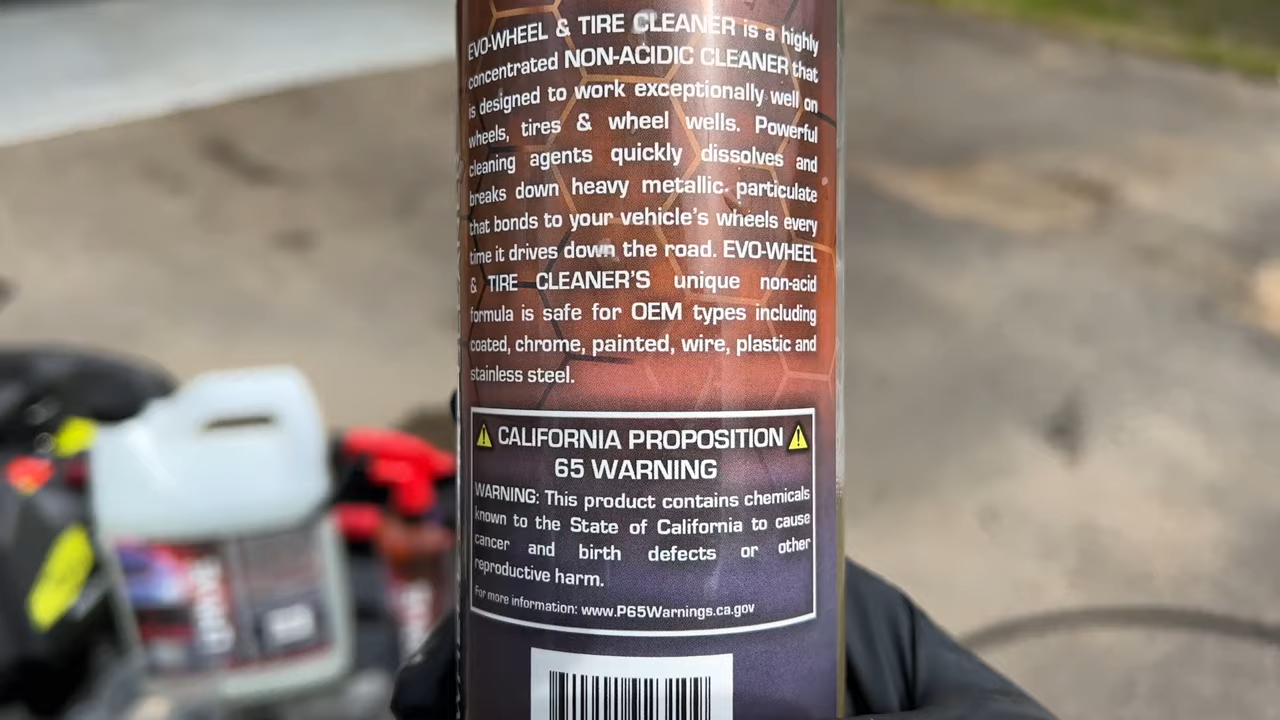 EVO-WHEEL & TIRE CLEANER is a highly
concentrated NON-ACIDIC CLEANER that
is designed to work exceptionally well on
wheels, tires & wheel wells. Powerful
cleaning agents quickly dissolves and
breaks down heavy metallic particulate
that bonds to your vehicle's wheels every
time it drives down the road. EVO-WHEEL
& TIRE CLEANER'S unique non-acid
formula is safe for OEM types including
coated, chrome, painted, wire, plastic and
stainless steel.
CALIFORNIA PROPOSITION
65 WARNING
WARNING: This product contains chemicals
known to the State of California to cause
cancer and birth defects or other
reproductive harm.
For more information: www.P65Warnings.ca.gov